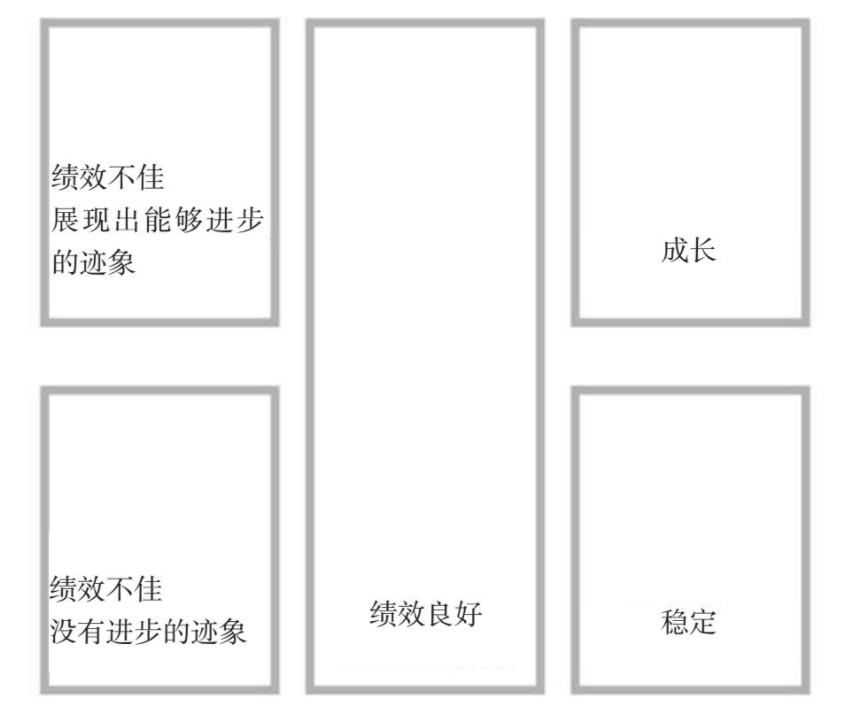 绩效不佳
展现出能够进步
的迹象
成长
绩效不佳
没有进步的迹象
绩效良好
稳定